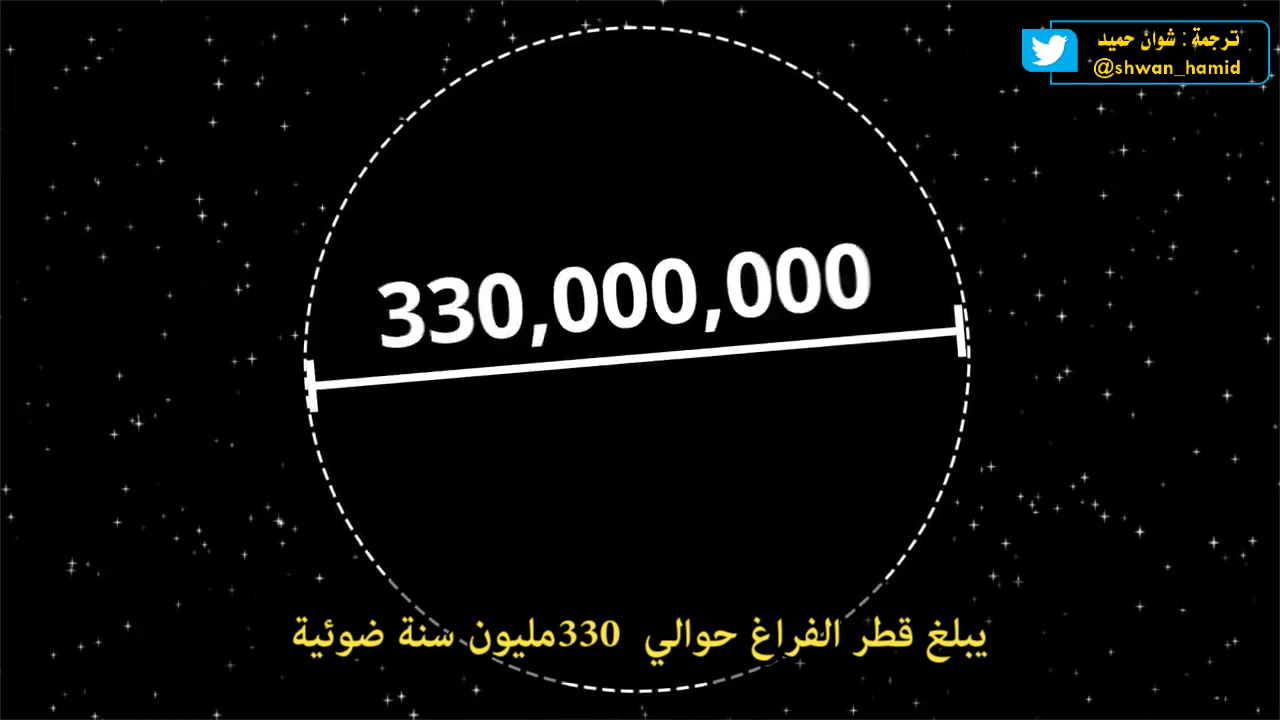 ترجمة : شوان حميد
@shwan_hamid
330,000,000
يبلغ قطر الفراغ حوالي 330مليون سنة ضوئية